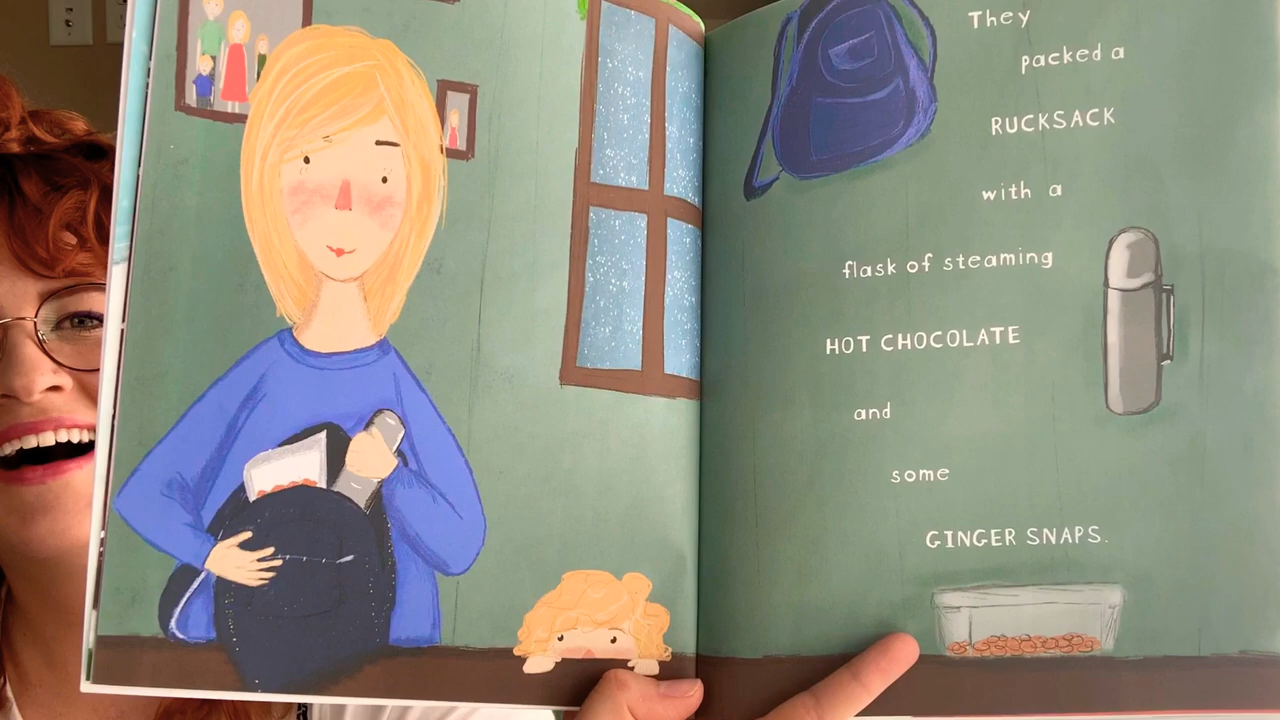 They
packed a
RUCKSACK
with a
flask of steaming
HOT CHOCOLATE
and
some
GINGER SNAPS.